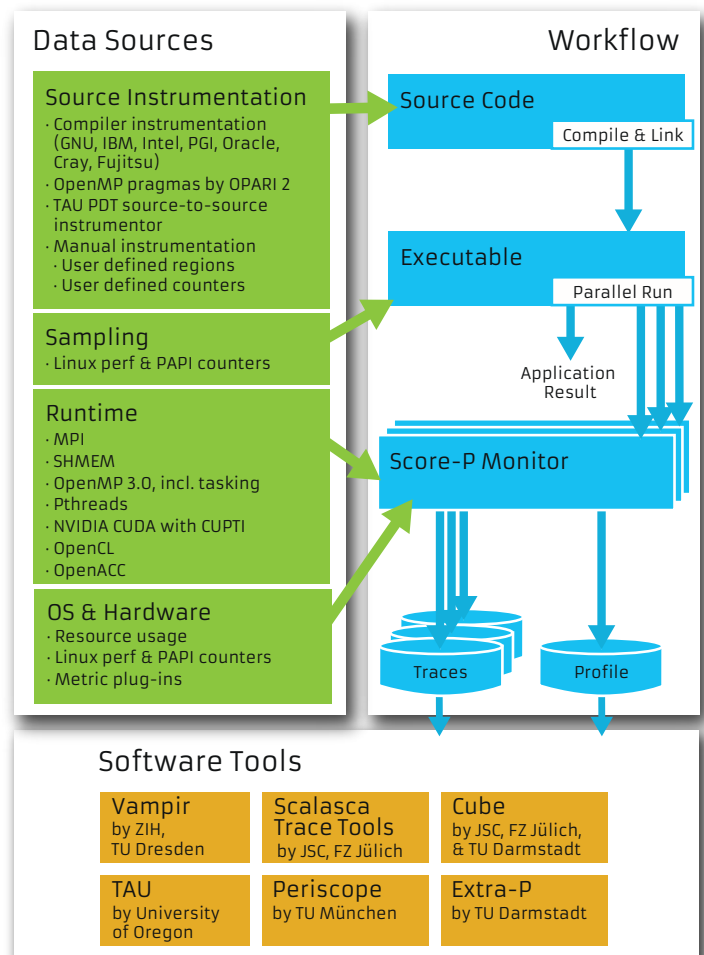 Data Sources
Source Instrumentation
· Compiler instrumentation
(GNU, IBM, Intel, PGI, Oracle,
Cray, Fujitsu)
· OpenMP pragmas by OPARI 2
· TAU PDT source-to-source
instrumentor
· Manual instrumentation
· User defined regions
· User defined counters
Sampling
· Linux perf & PAPI counters
Runtime
· MPI
· SHMEM
· OpenMP 3.0, incl. tasking
· Pthreads
· NVIDIA CUDA with CUPTI
· OpenCL
· OpenACC
OS & Hardware
· Resource usage
· Linux perf & PAPI counters
· Metric plug-ins
Workflow
Source Code
Compile & Link
Executable
Parallel Run
Application
Result
Score-P Monitor
Traces
Profile
Software Tools
Vampir
by ZIH,
TU Dresden
Scalasca
Trace Tools
by JSC, FZ Jülich
Cube
by JSC, FZ Jülich,
& TU Darmstadt
TAU
by University
of Oregon
Periscope
by TU München
Extra-P
by TU Darmstadt